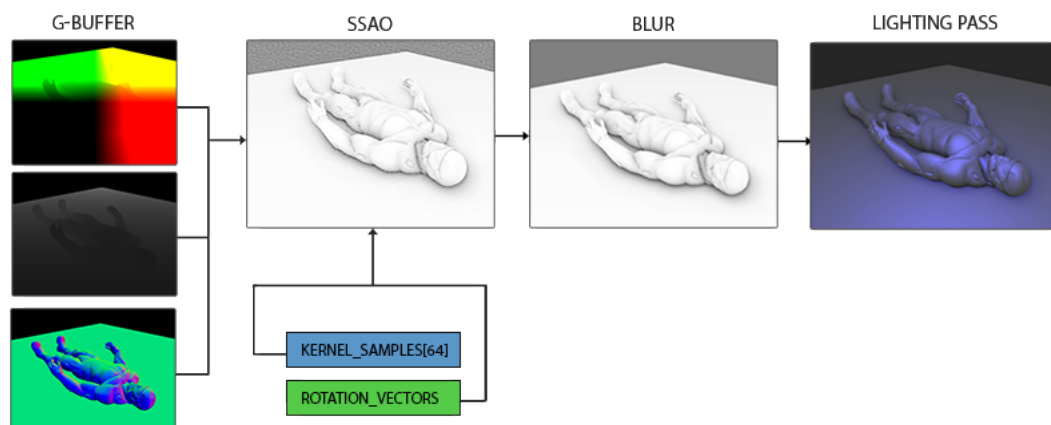 G-BUFFER
SSAO
BLUR
LIGHTING PASS
KERNEL_SAMPLES[64]
ROTATION_VECTORS